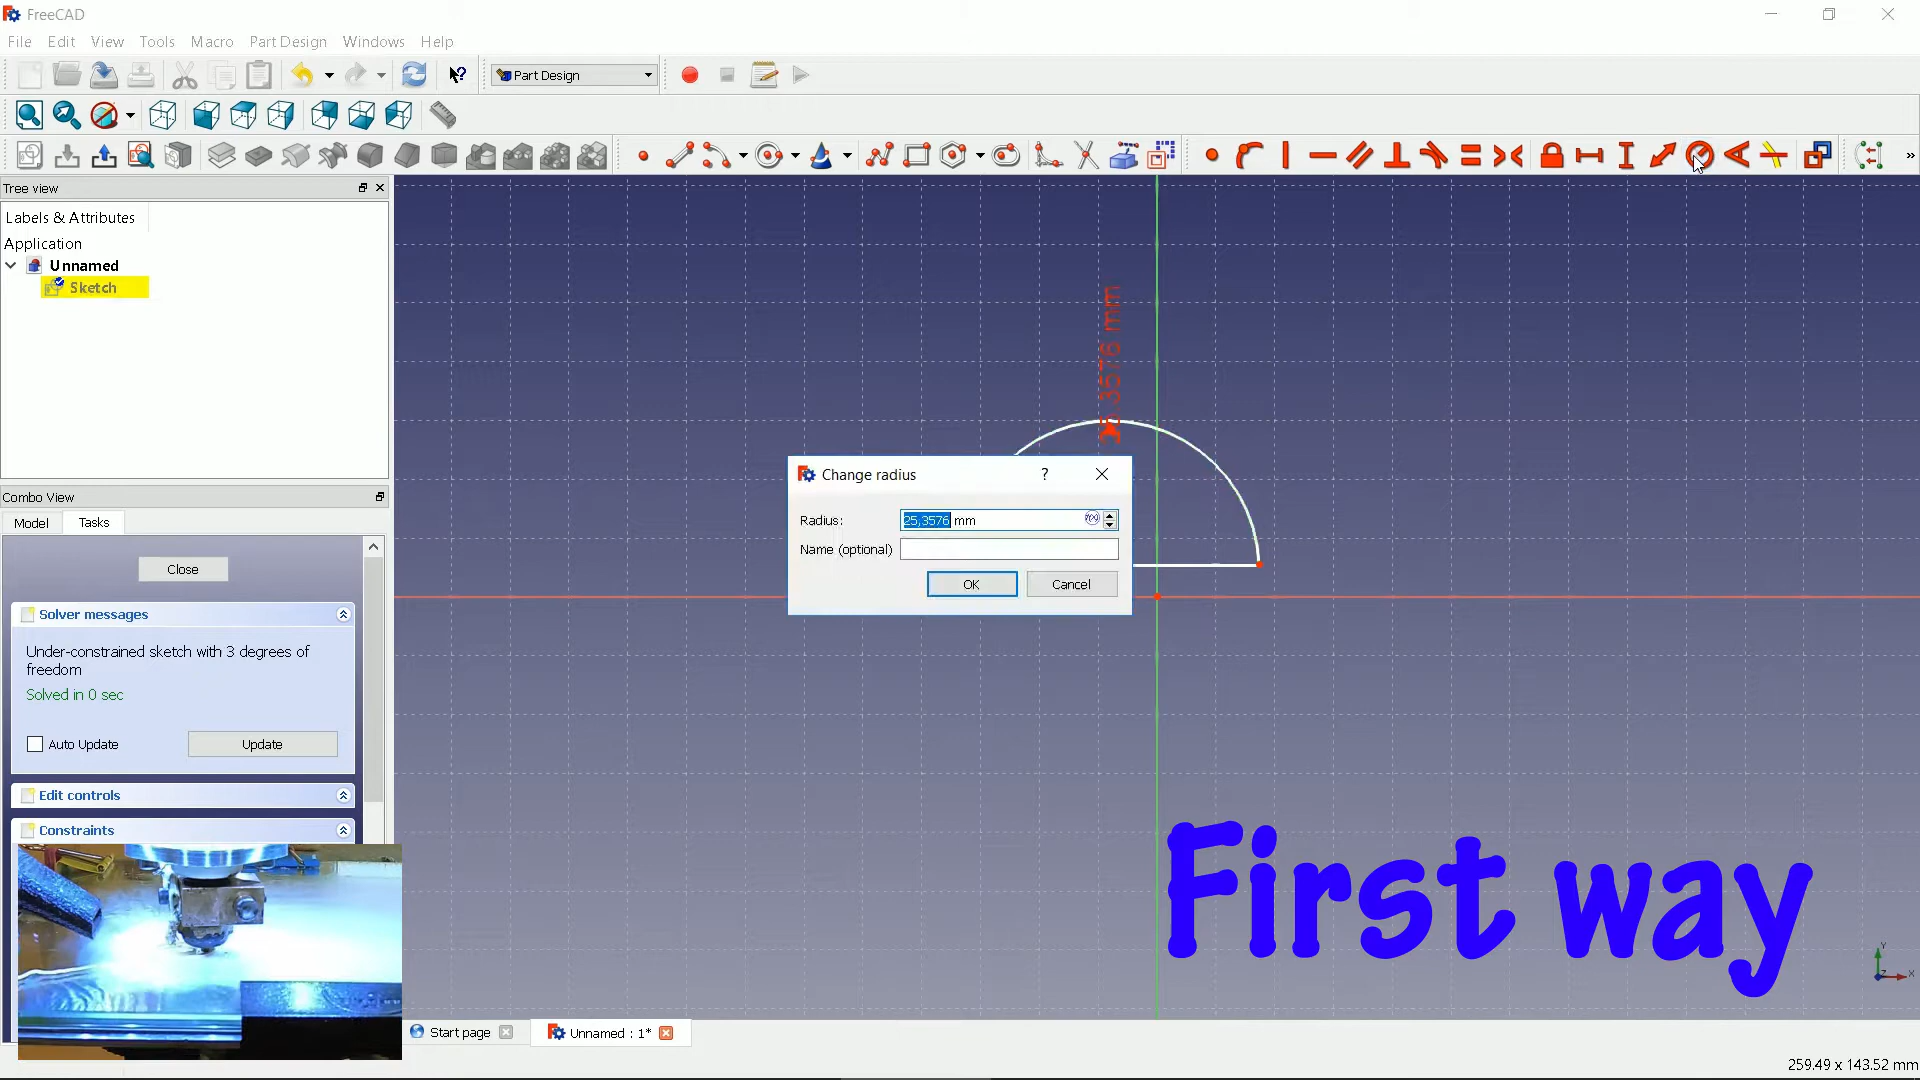 FreeCAD
File Edit View Tools Macro Part Design Windows Help
Part Design
Tree view
Labels & Attributes
Application
Unnamed
Sketch
Combo View
Model Tasks
Close
Solver messages
Under-constrained sketch with 3 degrees of
freedom
Solved in 0 sec
Auto Update Update
Edit controls
Constraints
Change radius ?
Radius: 25,3576 mm
Name (optional)
OK Cancel
First way
Start page
Unnamed : 1*
Y
Z
X
259.49 x 143.52 mm